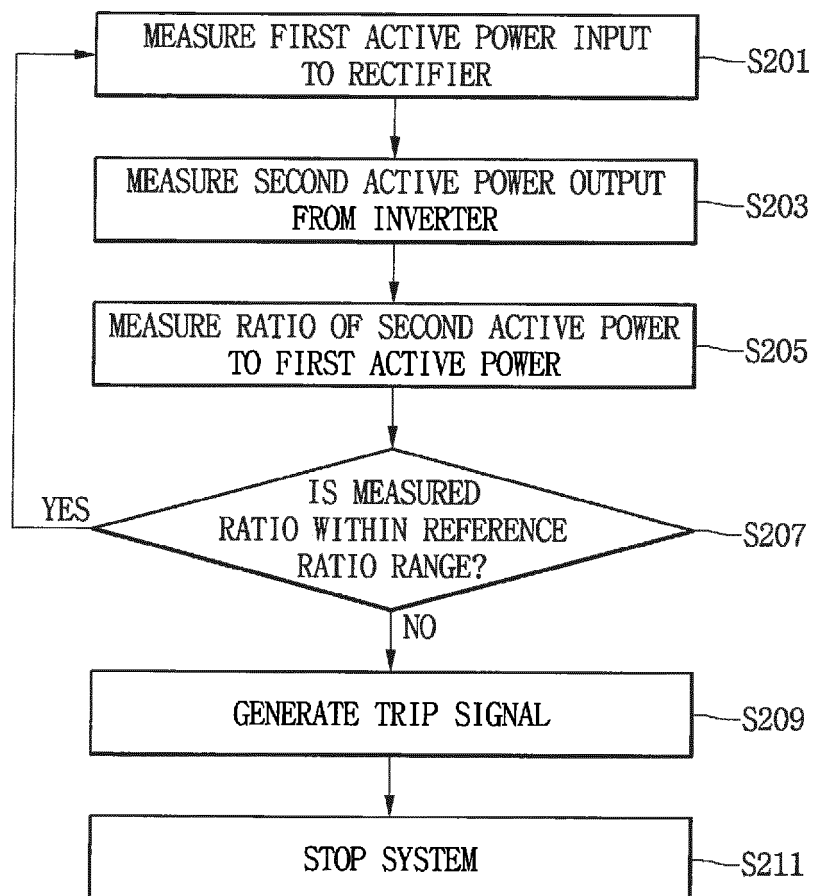 MEASURE FIRST ACTIVE POWER INPUT
TO RECTIFIER
S201
MEASURE SECOND ACTIVE POWER OUTPUT
FROM INVERTER
S203
MEASURE RATIO OF SECOND ACTIVE POWER
TO FIRST ACTIVE POWER
S205
IS MEASURED
RATIO WITHIN REFERENCE
RATIO RANGE?
S207
YES
NO
GENERATE TRIP SIGNAL
S209
STOP SYSTEM
S211